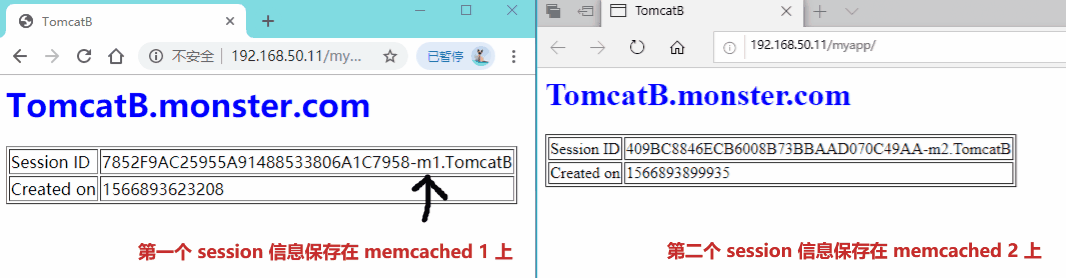 TomcatB
不安全 192.168.50.11/my... 已暂停
TomcatB.monster.com
Session ID 7852F9AC25955A91488533806A1C7958-m1.TomcatB
Created on 1566893623208
第一个 session 信息保存在 memcached 1 上
TomcatB
192.168.50.11/myapp/
TomcatB.monster.com
Session ID 409BC8846ECB6008B73BBAAD070C49AA-m2.TomcatB
Created on 1566893899935
第二个 session 信息保存在 memcached 2 上